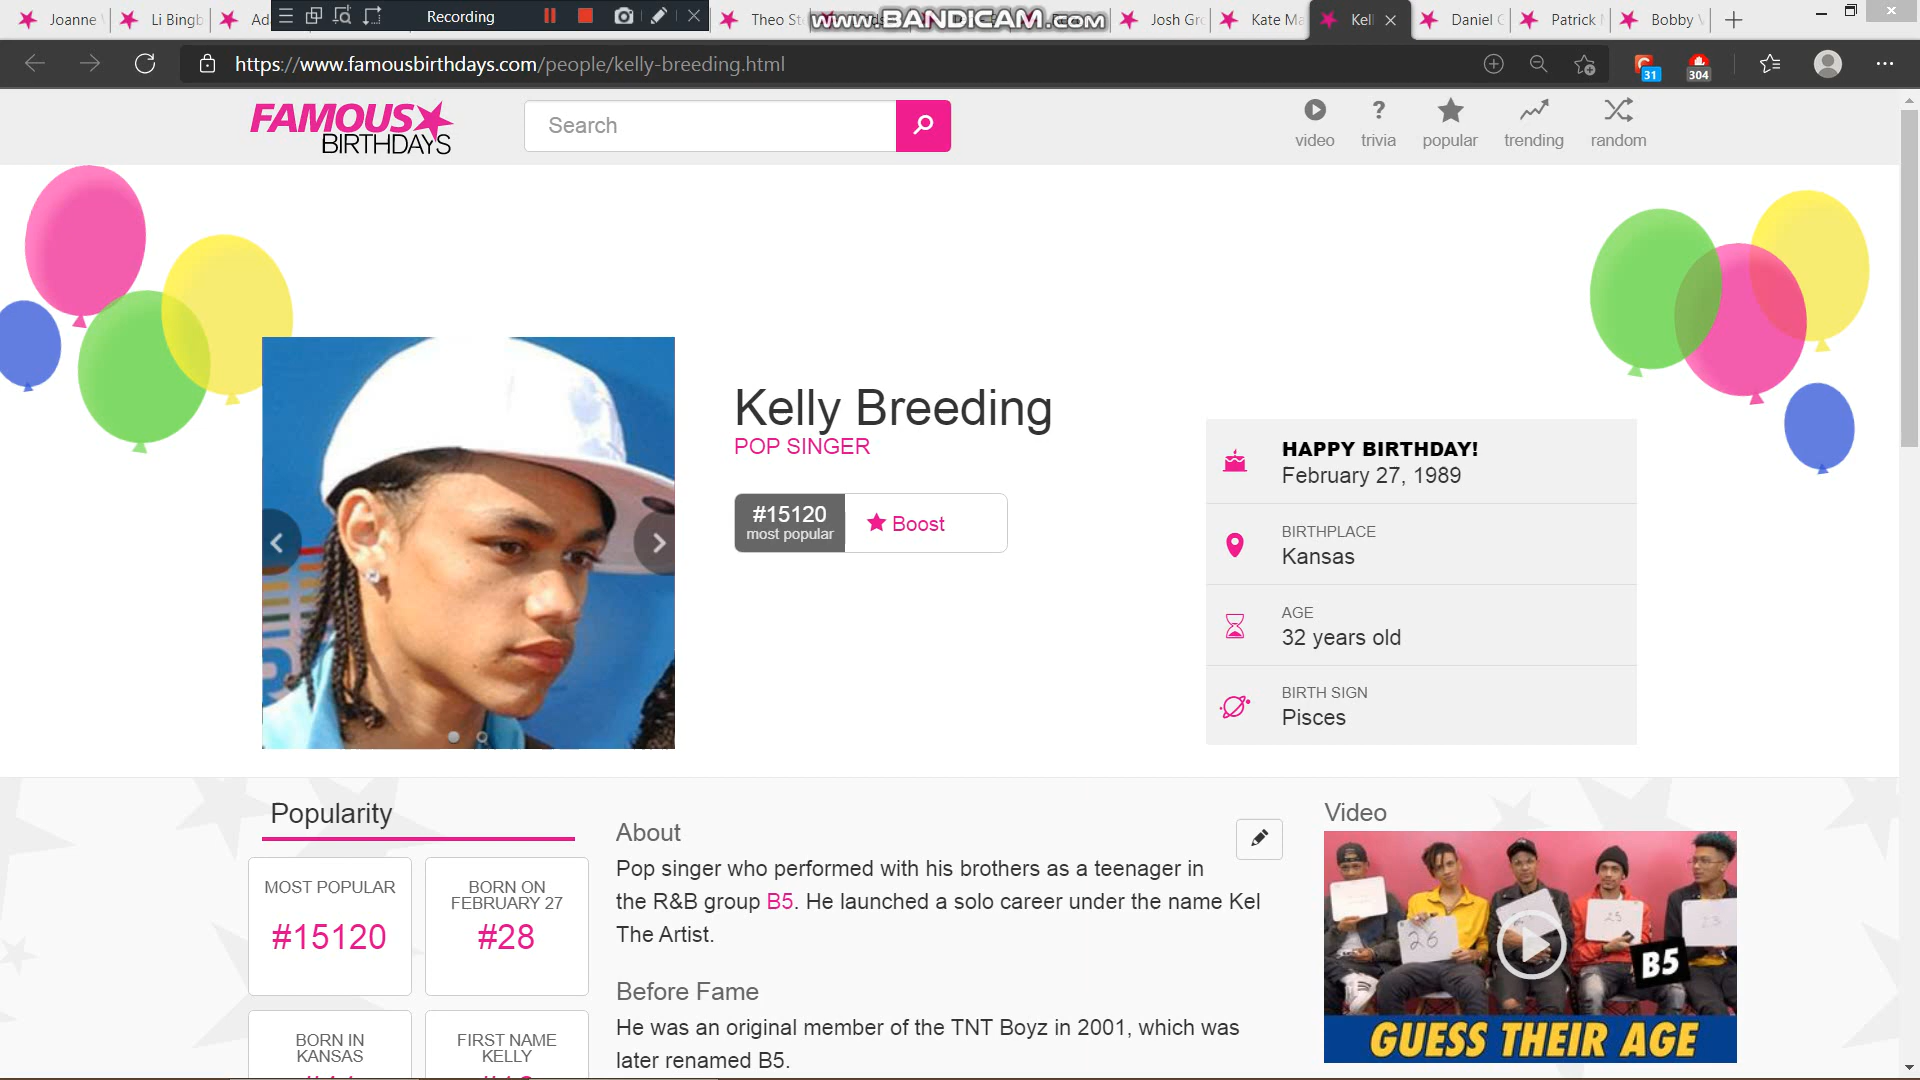 Joanne
Li Bingb
Ad
Recording
Theo St
www.BANDICAM.com
Josh Gr
Kate Ma
Kel
Daniel
Patrick
Bobby
https://www.famousbirthdays.com/people/kelly-breeding.html
31
304
FAMOUS
BIRTHDAYS
Search
video
trivia
popular
trending
random
Kelly Breeding
POP SINGER
#15120
most popular
Boost
HAPPY BIRTHDAY!
February 27, 1989
BIRTHPLACE
Kansas
AGE
32 years old
BIRTH SIGN
Pisces
Popularity
MOST POPULAR
#15120
BORN ON
FEBRUARY 27
#28
BORN IN
KANSAS
FIRST NAME
KELLY
About
Pop singer who performed with his brothers as a teenager in
the R&B group B5. He launched a solo career under the name Kel
The Artist.
Before Fame
He was an original member of the TNT Boyz in 2001, which was
later renamed B5.
Video
26
25
23
B5
GUESS THEIR AGE